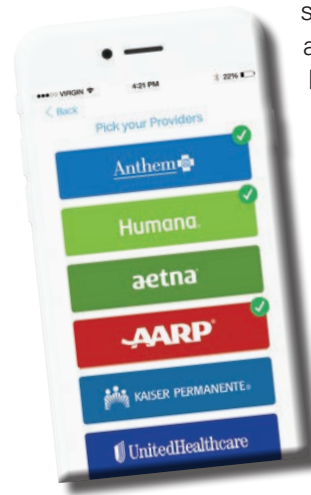 s
a
VIRGIN 4:21 PM 22%
< Back
Pick your Providers
Anthem
Humana
aetna
AARP®
KAISER PERMANENTE®
UnitedHealthcare